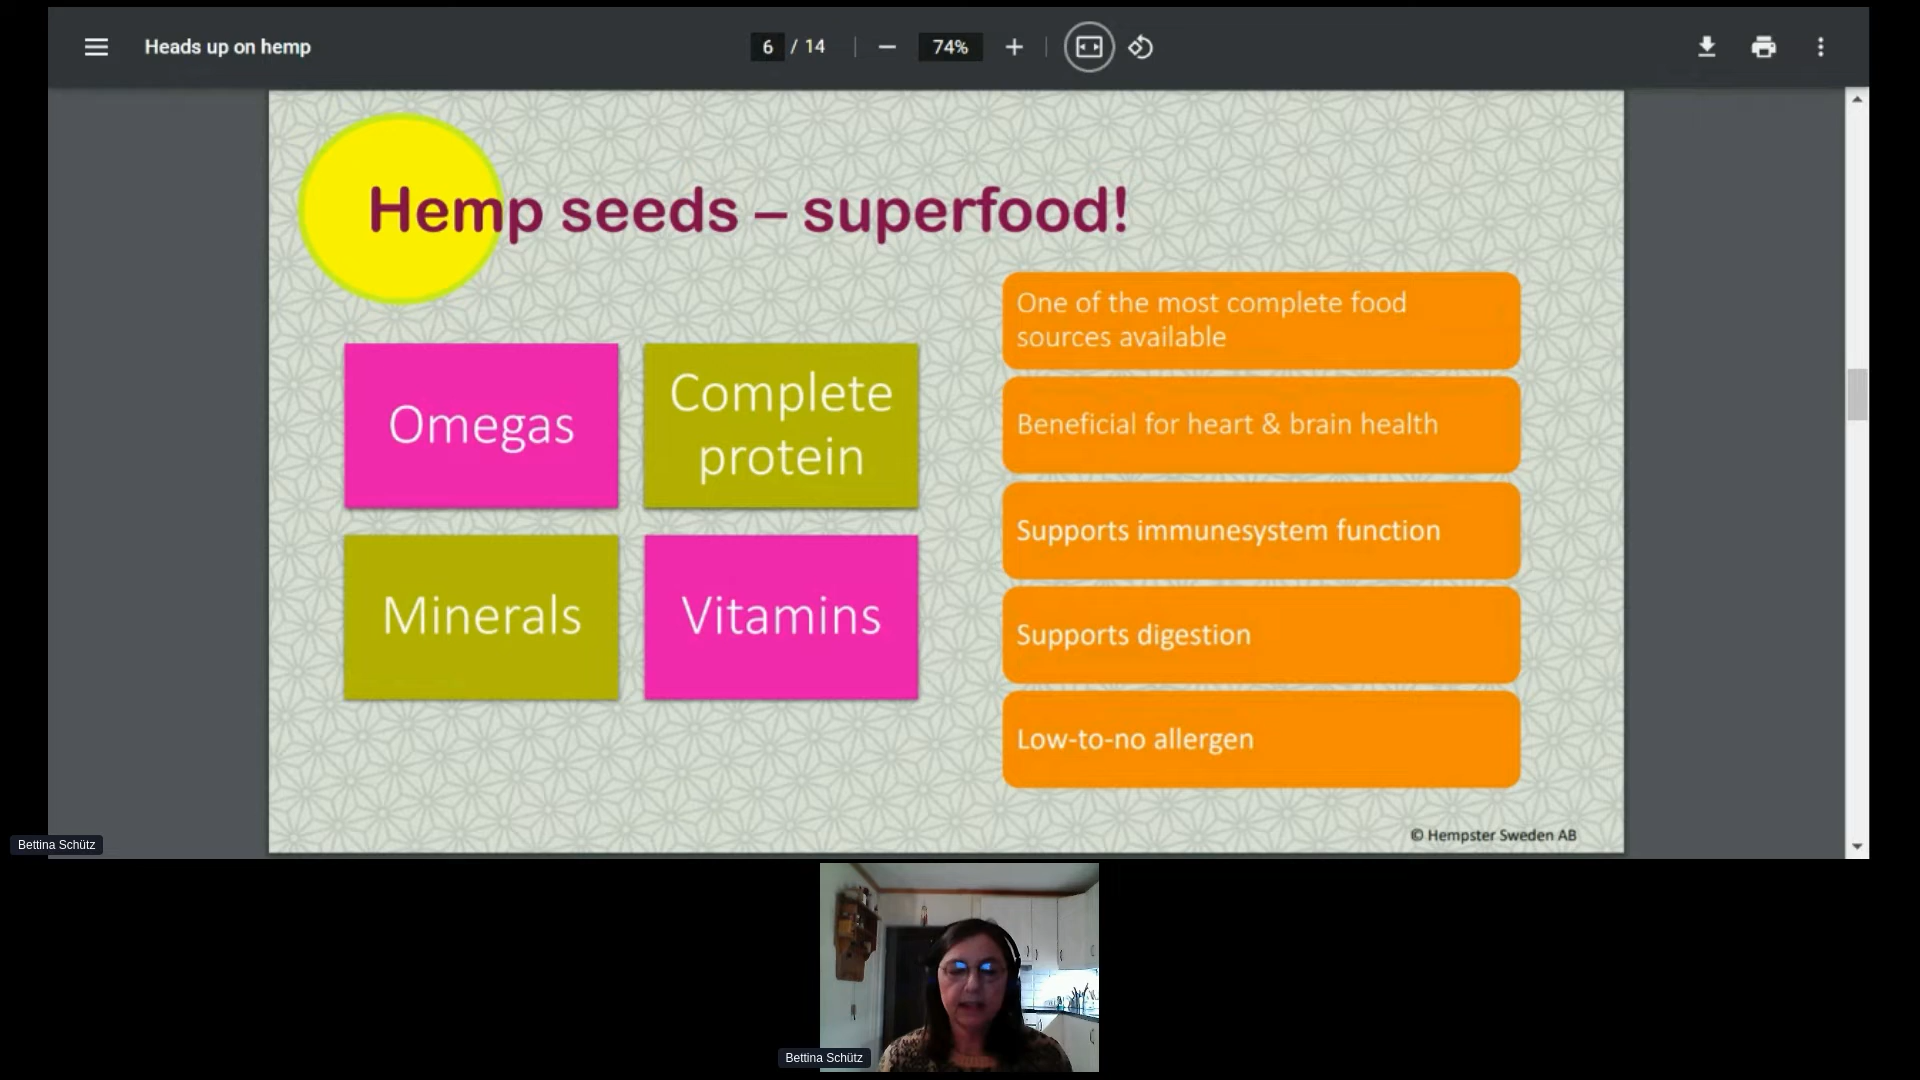 Heads up on hemp
6 / 14
74%
Hemp seeds – superfood!
Omegas
Complete
protein
Minerals
Vitamins
One of the most complete food
sources available
Beneficial for heart & brain health
Supports immunesystem function
Supports digestion
Low-to-no allergen
© Hempster Sweden AB
Bettina Schütz
Bettina Schütz